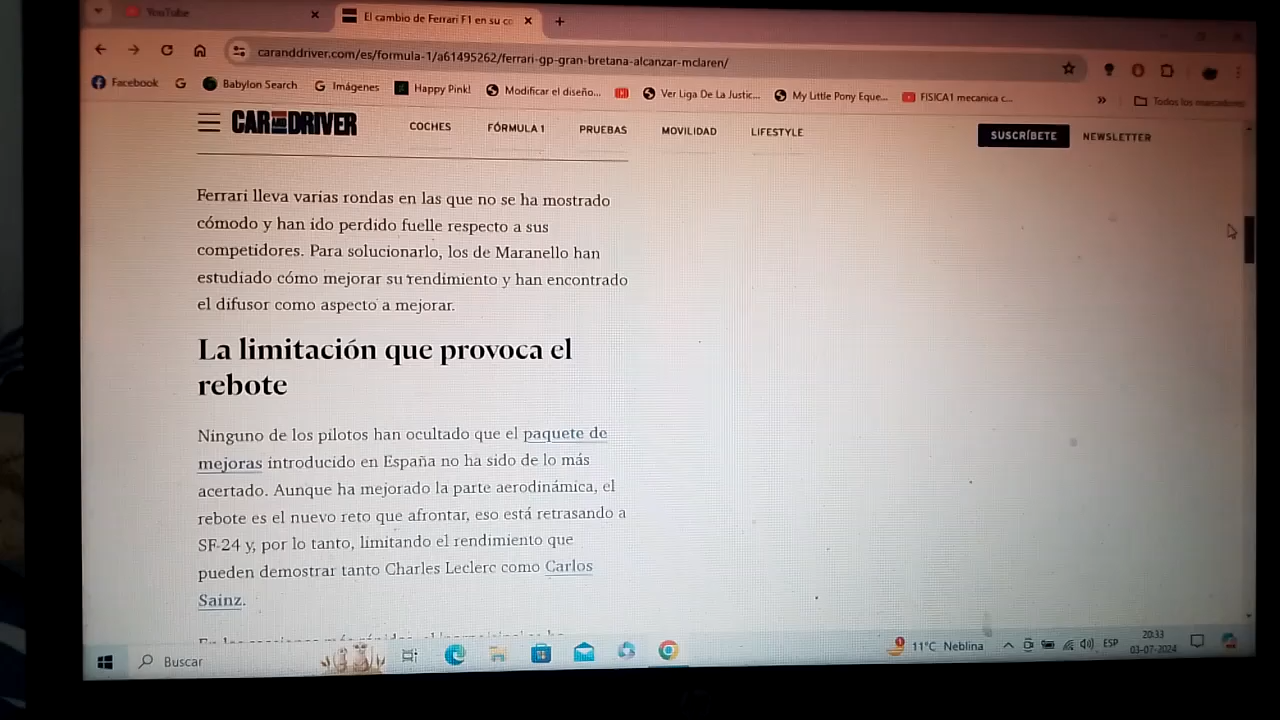 YouTube
El cambio de Ferrari F1 en su co
caranddriver.com/es/formula-1/a61495262/ferrari-gp-gran-bretana-alcanzar-mclaren/
Facebook
G
Babylon Search
Imágenes
Happy Pink!
Modificar el diseño...
Ver Liga De La Justic...
My Little Pony Eque...
FISICA1 mecanica c...
»
Todos los marcadores
CAR AND DRIVER
COCHES
FÓRMULA 1
PRUEBAS
MOVILIDAD
LIFESTYLE
SUSCRÍBETE
NEWSLETTER
Ferrari lleva varias rondas en las que no se ha mostrado
cómodo y han ido perdido fuelle respecto a sus
competidores. Para solucionarlo, los de Maranello han
estudiado cómo mejorar su rendimiento y han encontrado
el difusor como aspecto a mejorar.
La limitación que provoca el
rebote
Ninguno de los pilotos han ocultado que el paquete de
mejoras introducido en España no ha sido de lo más
acertado. Aunque ha mejorado la parte aerodinámica, el
rebote es el nuevo reto que afrontar, eso está retrasando a
SF-24 y, por lo tanto, limitando el rendimiento que
pueden demostrar tanto Charles Leclerc como Carlos
Sainz.
Buscar
11°C Neblina
ESP
20:33
03-07-2024